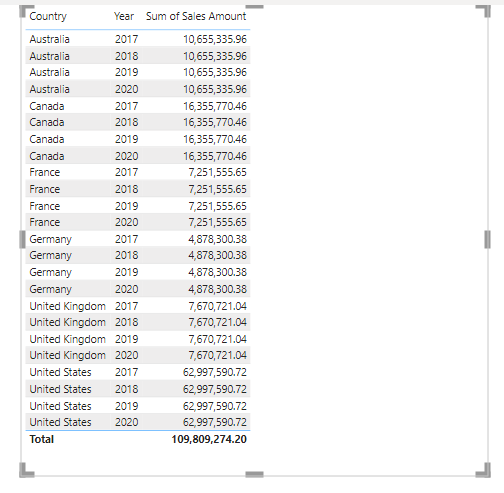 Country Year Sum of Sales Amount
Australia 2017 10,655,335.96
Australia 2018 10,655,335.96
Australia 2019 10,655,335.96
Australia 2020 10,655,335.96
Canada 2017 16,355,770.46
Canada 2018 16,355,770.46
Canada 2019 16,355,770.46
Canada 2020 16,355,770.46
France 2017 7,251,555.65
France 2018 7,251,555.65
France 2019 7,251,555.65
France 2020 7,251,555.65
Germany 2017 4,878,300.38
Germany 2018 4,878,300.38
Germany 2019 4,878,300.38
Germany 2020 4,878,300.38
United Kingdom 2017 7,670,721.04
United Kingdom 2018 7,670,721.04
United Kingdom 2019 7,670,721.04
United Kingdom 2020 7,670,721.04
United States 2017 62,997,590.72
United States 2018 62,997,590.72
United States 2019 62,997,590.72
United States 2020 62,997,590.72
Total 109,809,274.20